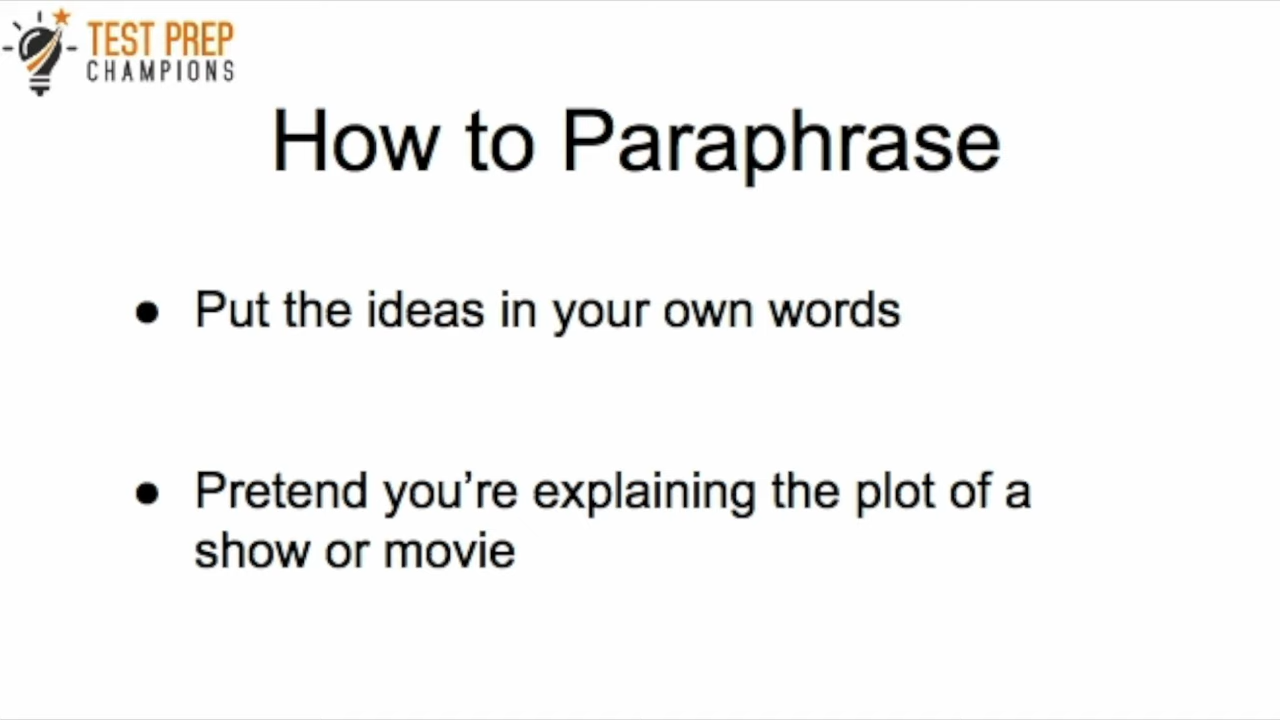 TEST PREP
CHAMPIONS
How to Paraphrase
● Put the ideas in your own words
● Pretend you’re explaining the plot of a
show or movie